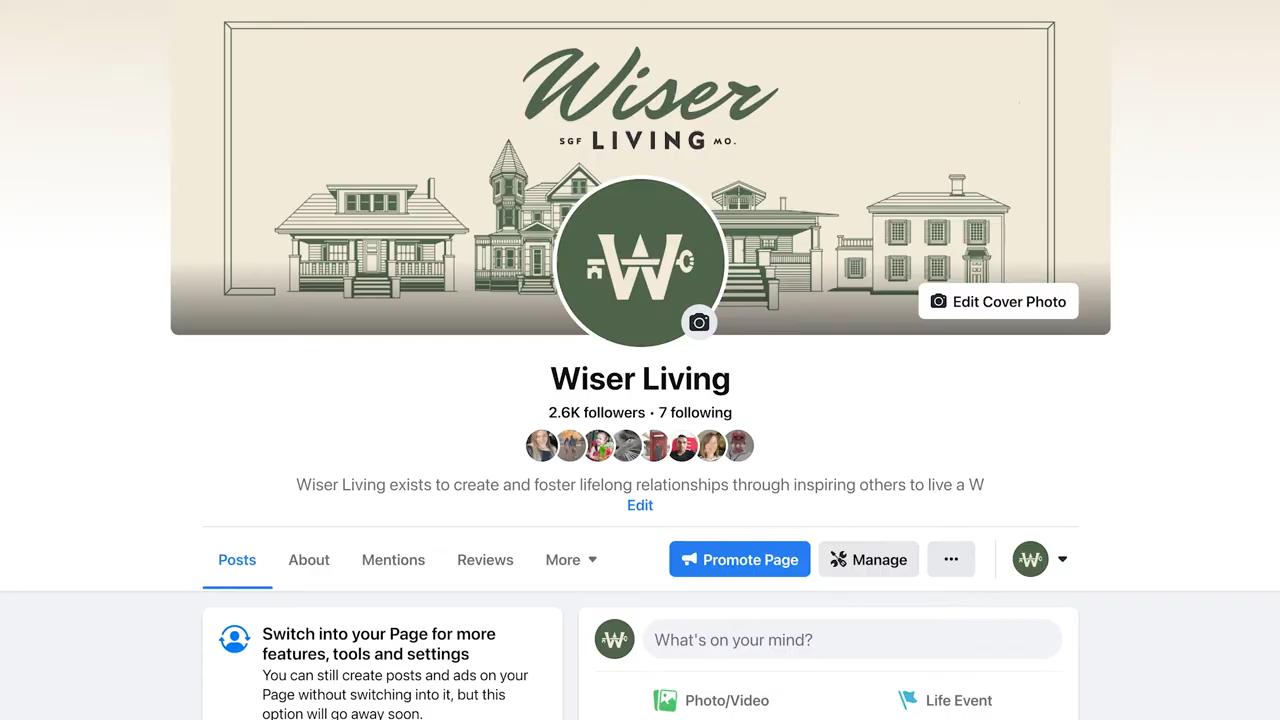 Wiser
SGF LIVING MO.
W
Edit Cover Photo
Wiser Living
2.6K followers • 7 following
Wiser Living exists to create and foster lifelong relationships through inspiring others to live a W
Edit
Posts About Mentions Reviews More Promote Page Manage ··· W
Switch into your Page for more
features, tools and settings
You can still create posts and ads on your
Page without switching into it, but this
option will go away soon.
W What's on your mind?
Photo/Video Life Event